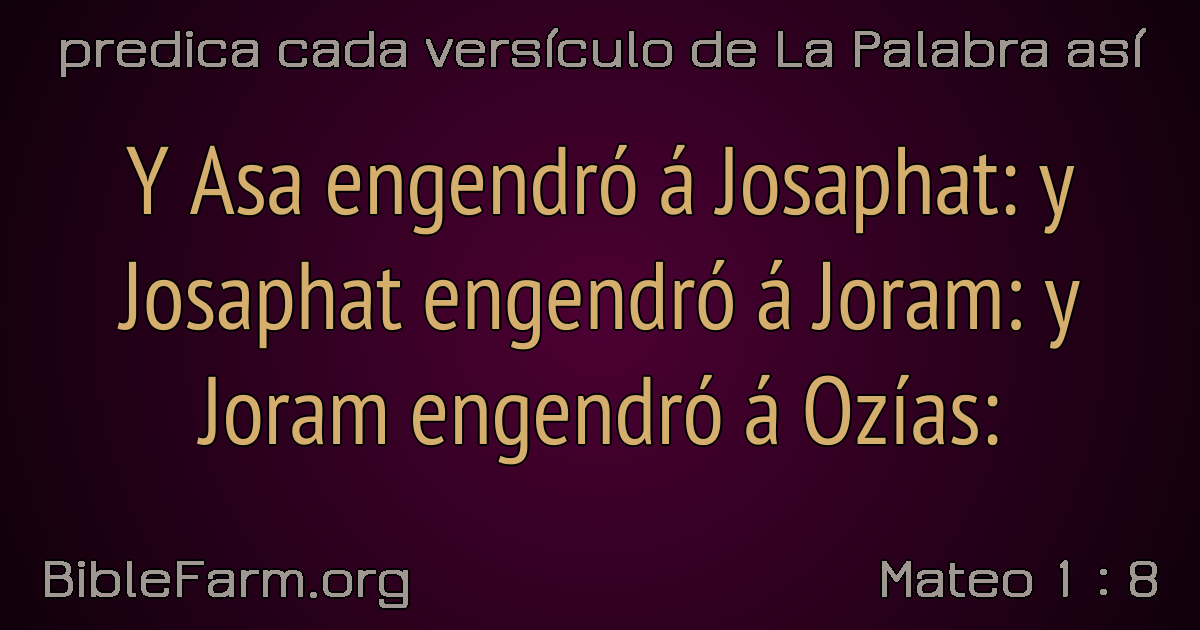 predica cada versículo de La Palabra así
Y Asa engendró á Josaphat: y
Josaphat engendró á Joram: y
Joram engendró á Ozías:
BibleFarm.org
Mateo 1 : 8